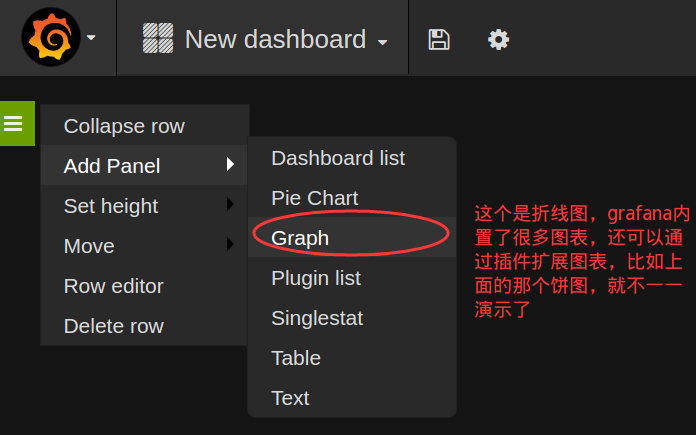 New dashboard
Collapse row
Add Panel
Set height
Move
Row editor
Delete row
Dashboard list
Pie Chart
Graph
Plugin list
Singlestat
Table
Text
这个是折线图，grafana内
置了很多图表，还可以通
过插件扩展图表，比如上
面的那个饼图，就不一一
演示了